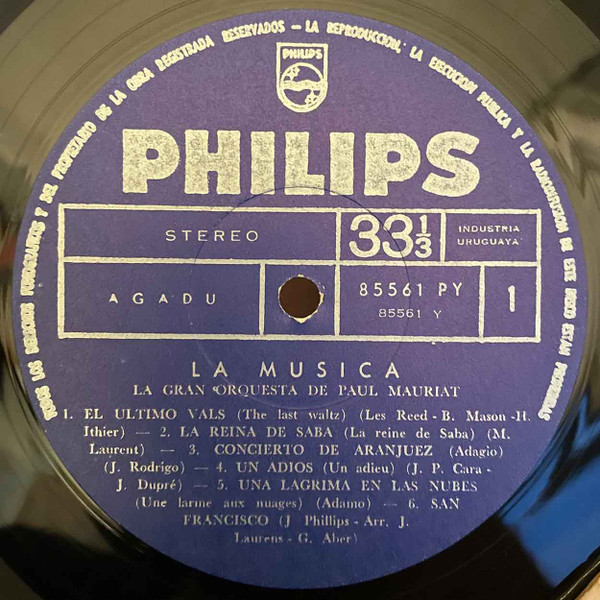 TODOS LOS DERECHOS FONOGRAFICOS Y DEL PROPIETARIO DE LA OBRA REGISTRADA RESERVADOS – LA REPRODUCCION, LA EJECUCION PUBLICA Y LA RADIODIFUSION DE ESTE DISCO ESTAN PROHIBIDAS
PHILIPS
PHILIPS
STEREO
33 1/3
INDUSTRIA
URUGUAYA
AGADU
85561 PY
85561 Y
1
LA MUSICA
LA GRAN ORQUESTA DE PAUL MAURIAT
1. EL ULTIMO VALS (The last waltz) (Les Reed - B. Mason - H.
Ithier) — 2. LA REINA DE SABA (La reine de Saba) (M.
Laurent) — 3. CONCIERTO DE ARANJUEZ (Adagio)
(J. Rodrigo) — 4. UN ADIOS (Un adieu) (J. P. Cara -
J. Dupré) — 5. UNA LAGRIMA EN LAS NUBES
(Une larme aux nuages) (Adamo) — 6. SAN
FRANCISCO (J Phillips - Arr. J.
Laurens - G. Aber)